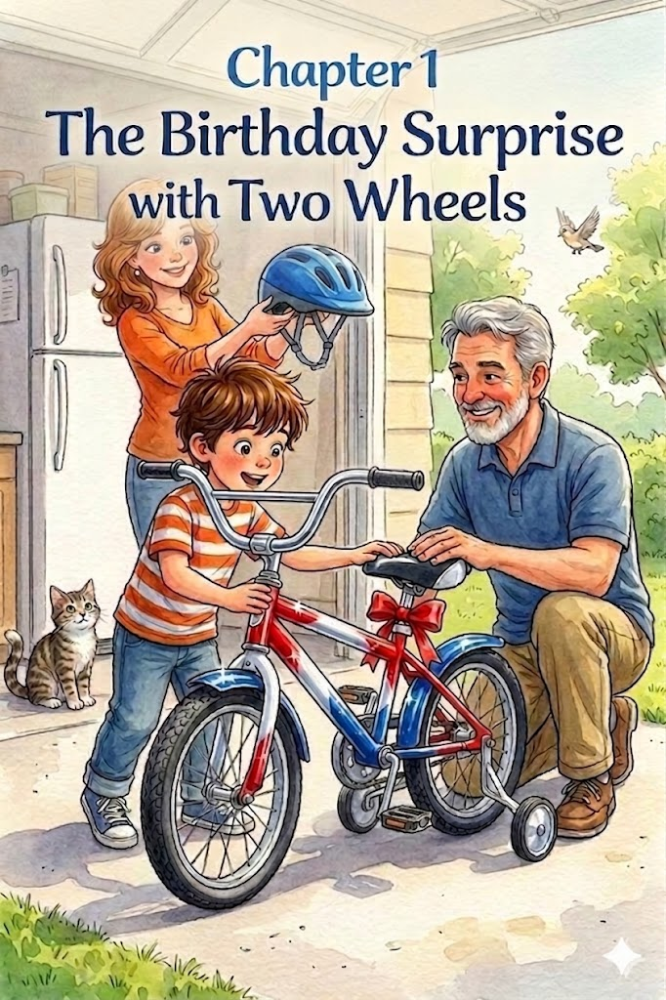 Chapter 1
The Birthday Surprise
with Two Wheels